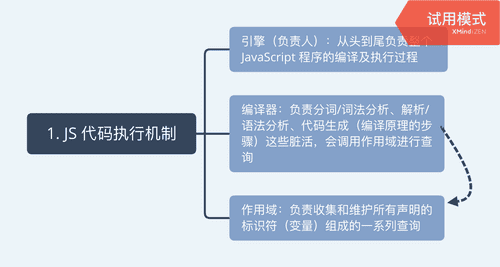 试用模式
XMind:ZEN
引擎（负责人）：从头到尾负责整个
JavaScript 程序的编译及执行过程
1. JS 代码执行机制
编译器：负责分词/词法分析、解析/
语法分析、代码生成（编译原理的步
骤）这些脏活，会调用作用域进行查
询
作用域：负责收集和维护所有声明的
标识符（变量）组成的一系列查询